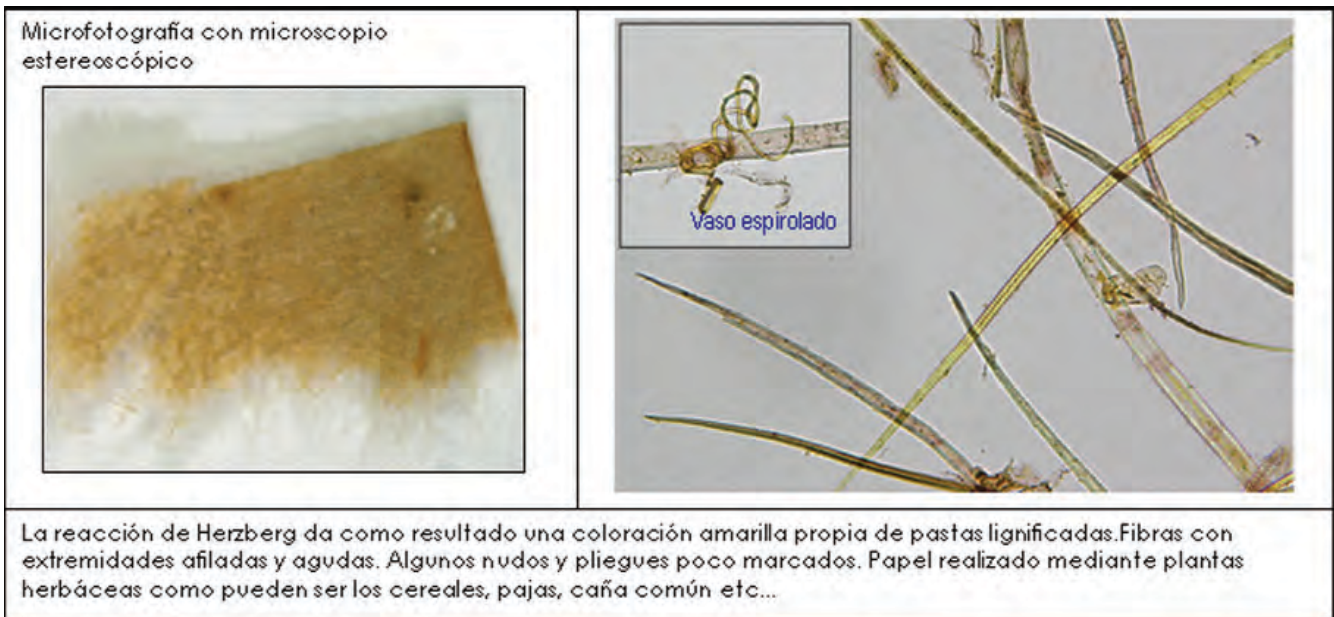 Microfotografía con microscopio
estereoscópico
Vaso espirolado
La reacción de Herzberg da como resultado una coloración amarilla propia de pastas lignificadas.Fibras con
extremidades afiladas y agudas. Algunos nudos y pliegues poco marcados. Papel realizado mediante plantas
herbáceas como pueden ser los cereales, pajas, caña común etc...